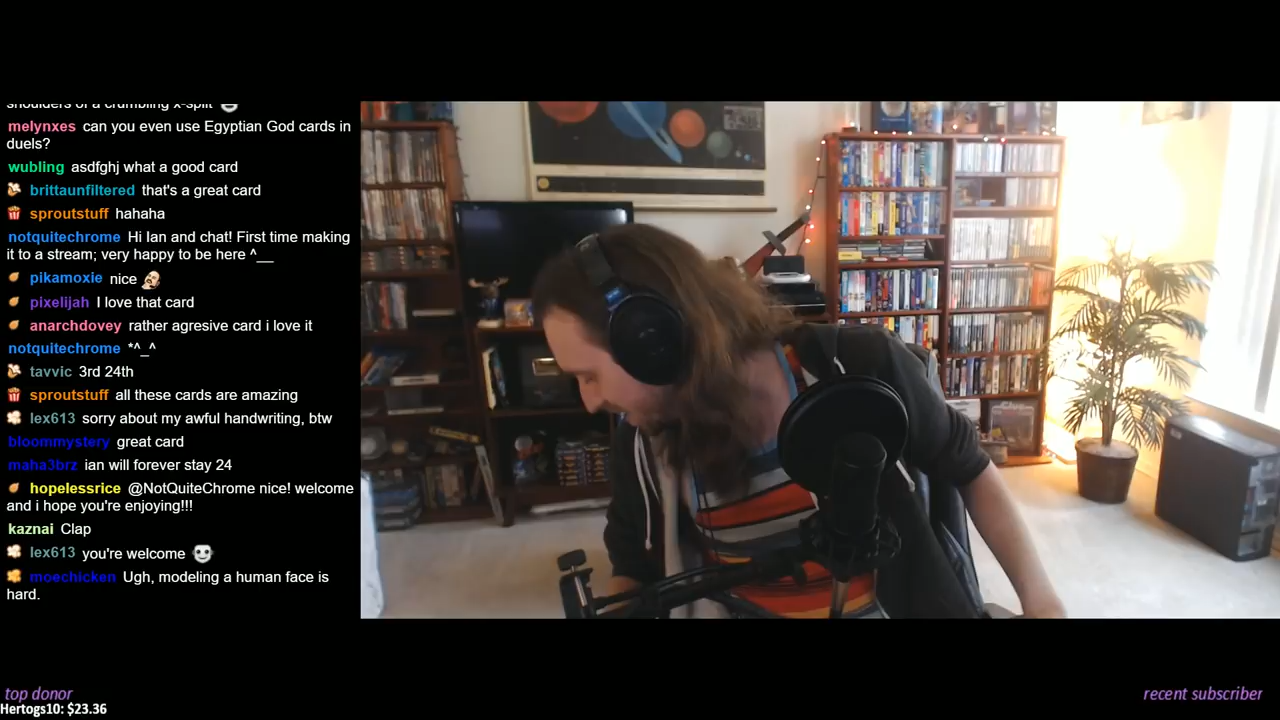 shoulders of a crumbling x-split
melynxes can you even use Egyptian God cards in
duels?
wubling asdfghj what a good card
brittaunfiltered that's a great card
sproutstuff hahaha
notquitechrome Hi Ian and chat! First time making
it to a stream; very happy to be here ^__
pikamoxie nice
pixelijah I love that card
anarchdovey rather agresive card i love it
notquitechrome *^_^
tavvic 3rd 24th
sproutstuff all these cards are amazing
lex613 sorry about my awful handwriting, btw
bloommystery great card
maha3brz ian will forever stay 24
hopelessrice @NotQuiteChrome nice! welcome
and i hope you're enjoying!!!
kaznai Clap
lex613 you're welcome
moechicken Ugh, modeling a human face is
hard.
Clue
top donor
Hertogs10: $23.36
recent subscriber